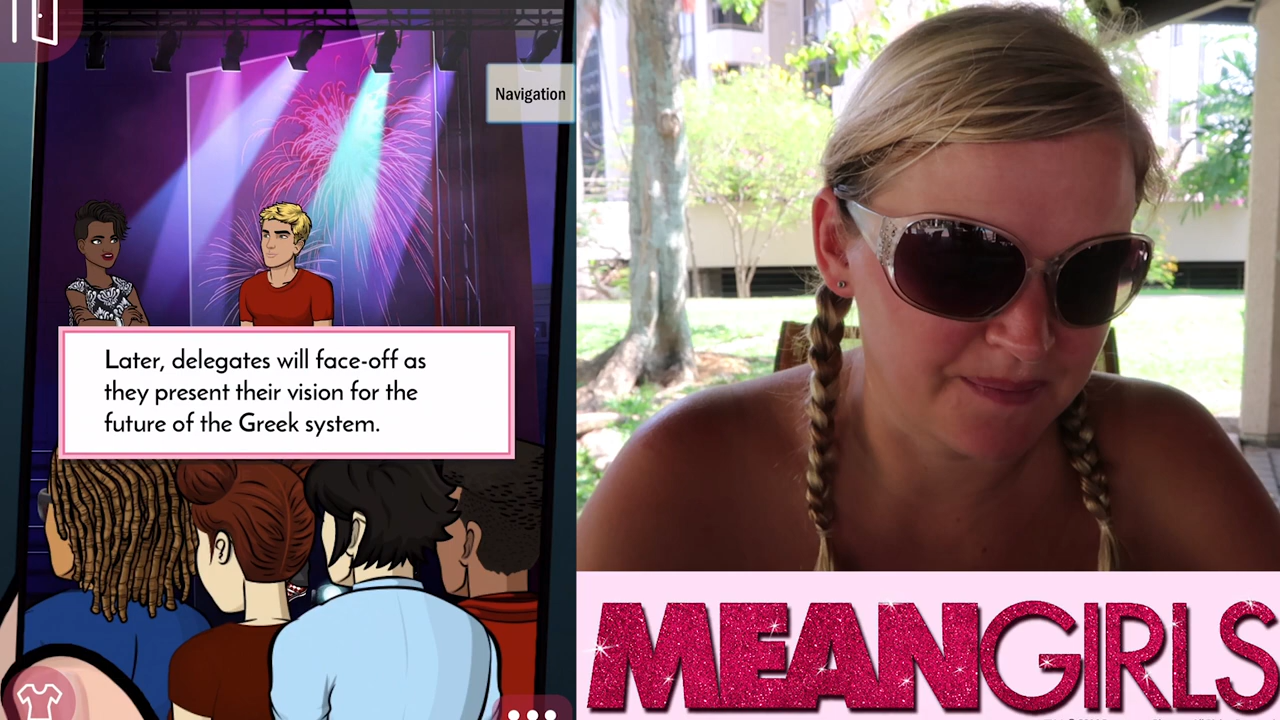 Navigation
Later, delegates will face-off as
they present their vision for the
future of the Greek system.
MEANGIRLS